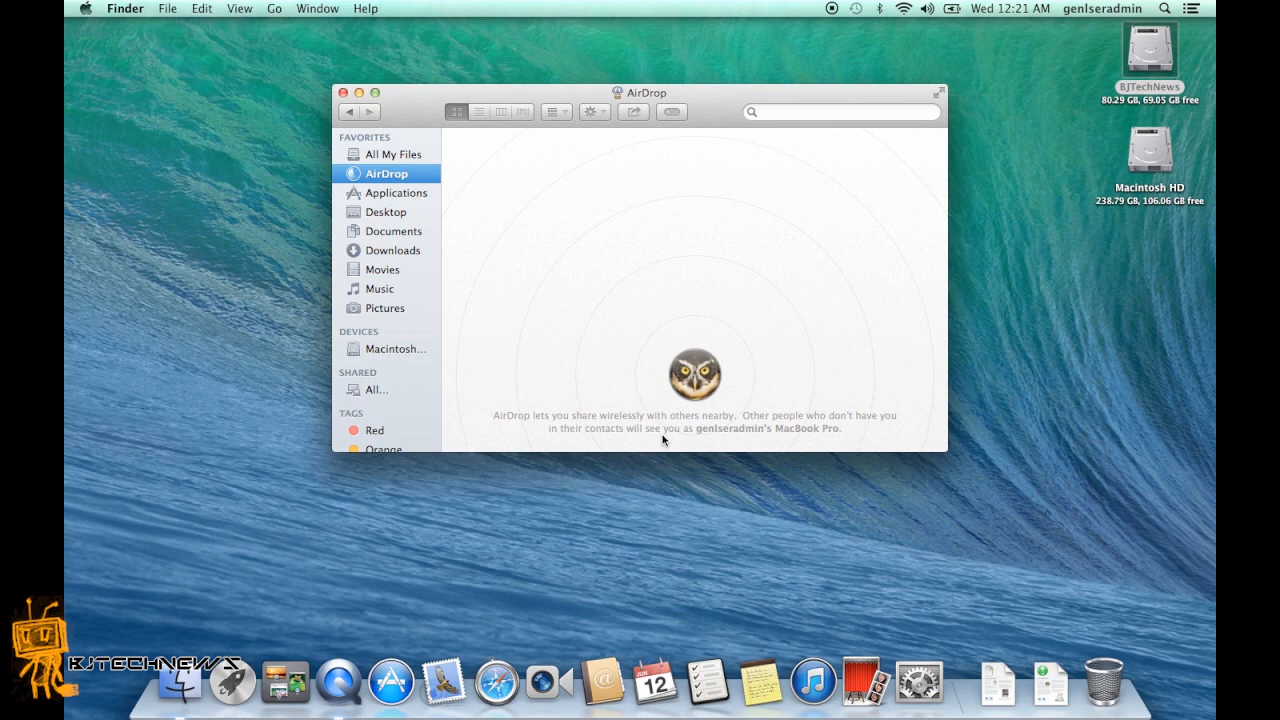 Finder File Edit View Go Window Help Wed 12:21 AM genlseradmin
BJTechNews
80.29 GB, 69.05 GB free
Macintosh HD
238.79 GB, 106.06 GB free
AirDrop
FAVORITES
All My Files
AirDrop
Applications
Desktop
Documents
Downloads
Movies
Music
Pictures
DEVICES
Macintosh...
SHARED
All...
TAGS
Red
Orange
AirDrop lets you share wirelessly with others nearby. Other people who don't have you
in their contacts will see you as genlseradmin's MacBook Pro.
BJTECHNEWS
JUN
12